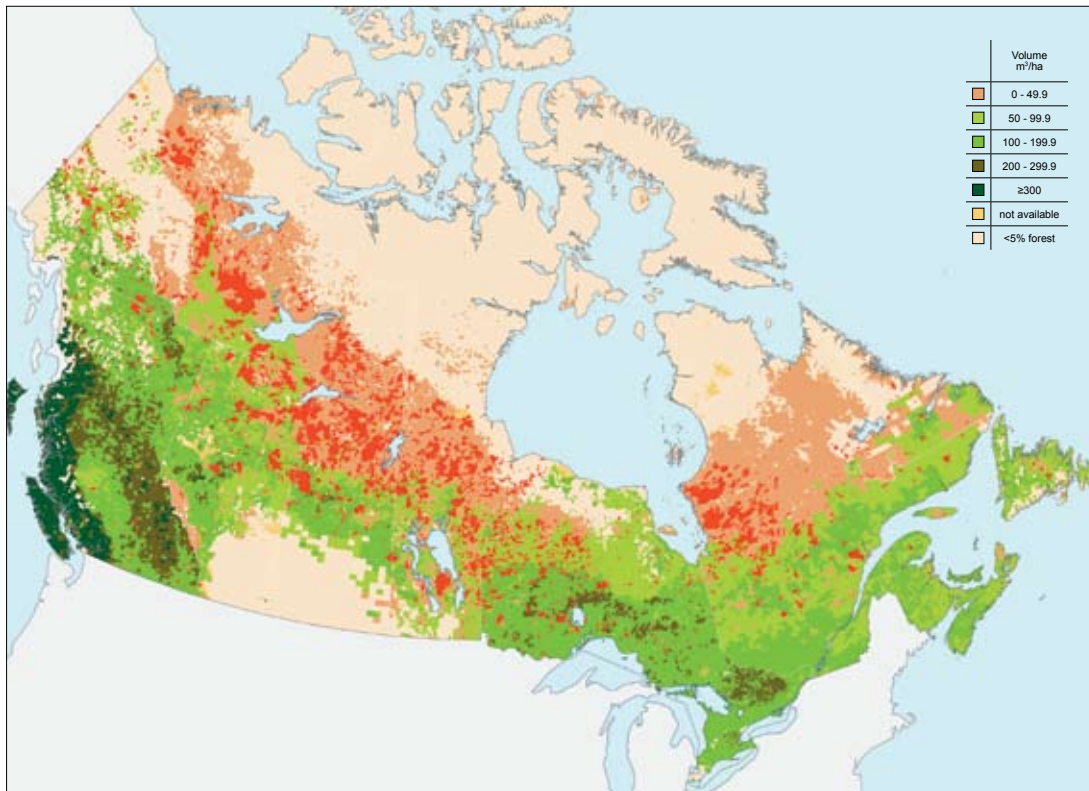 Volume
m³/ha
0 - 49.9
50 - 99.9
100 - 199.9
200 - 299.9
≥300
not available
<5% forest